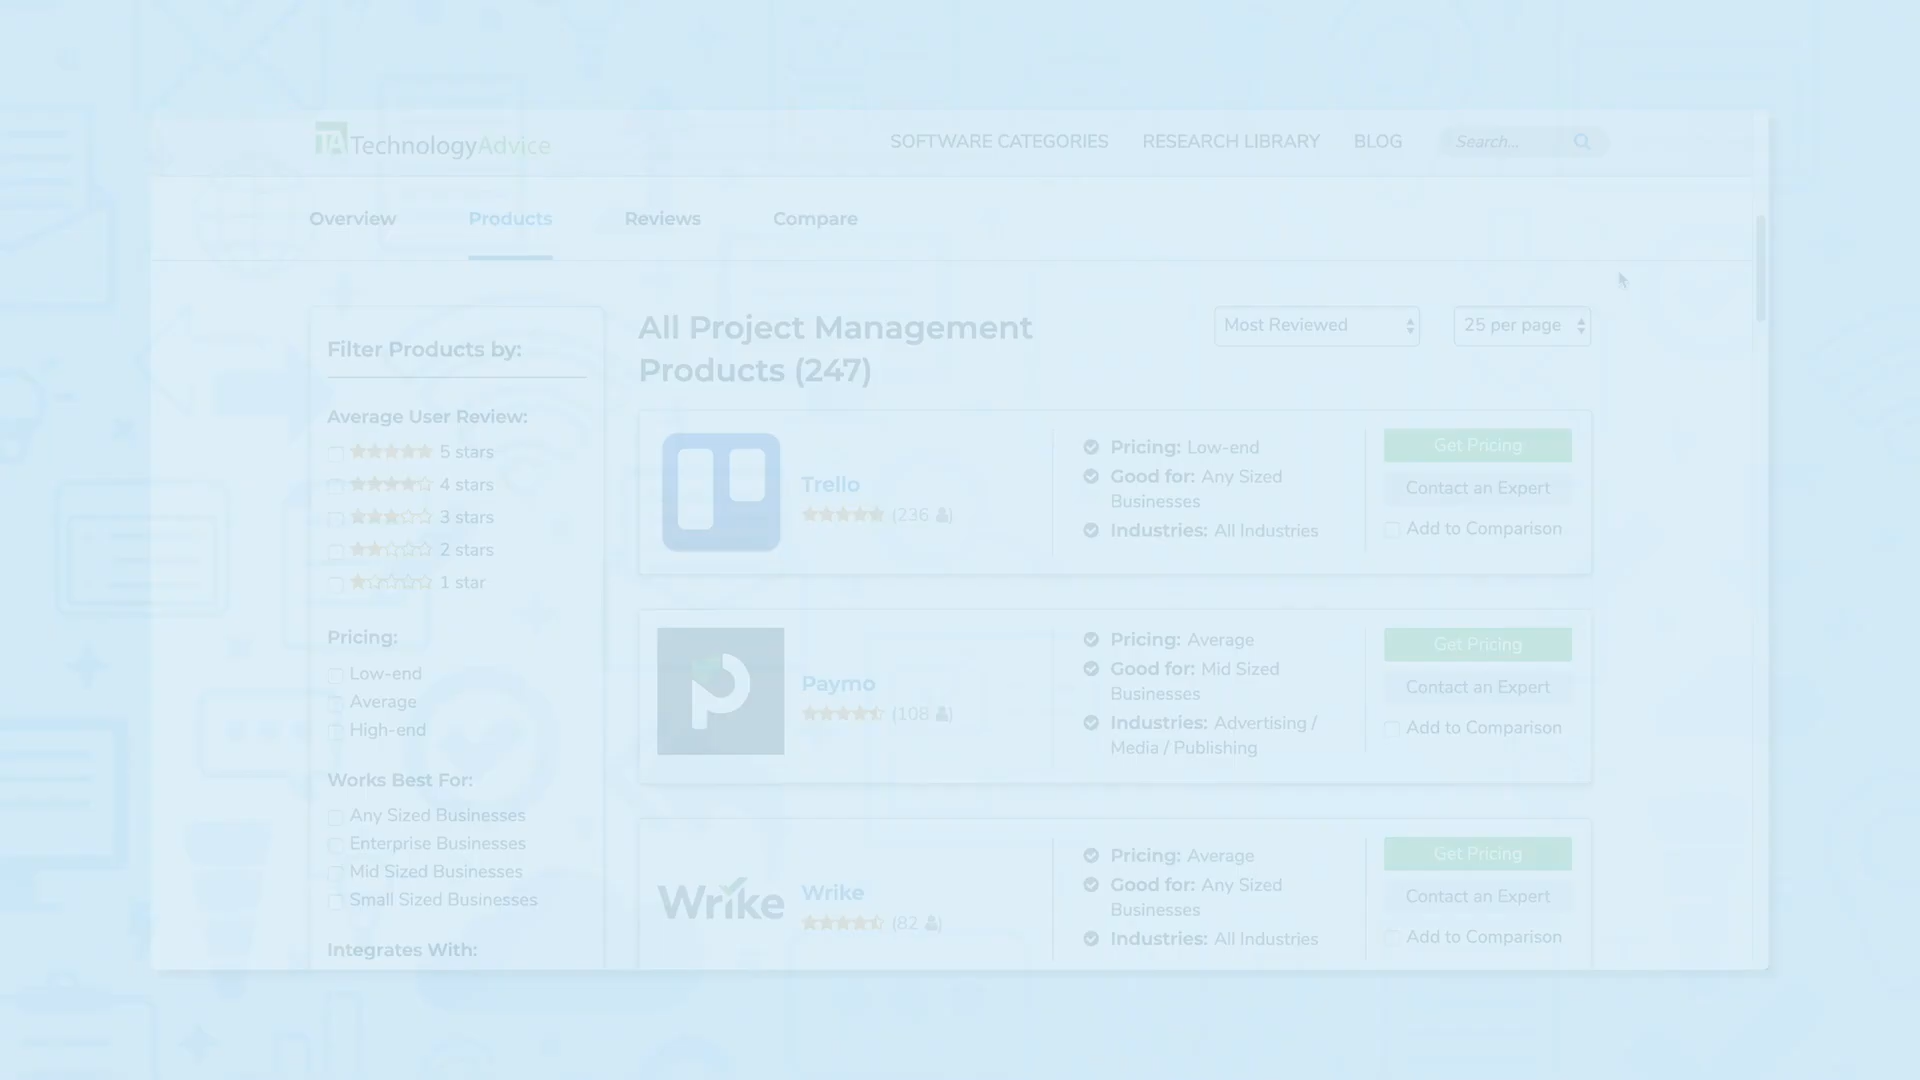 TA TechnologyAdvice
SOFTWARE CATEGORIES RESEARCH LIBRARY BLOG Search...
Overview Products Reviews Compare
Filter Products by:
Average User Review:
5 stars
4 stars
3 stars
2 stars
1 star
Pricing:
Low-end
Average
High-end
Works Best For:
Any Sized Businesses
Enterprise Businesses
Mid Sized Businesses
Small Sized Businesses
Integrates With:
All Project Management
Products (247)
Most Reviewed
25 per page
Trello
(236)
Pricing: Low-end
Good for: Any Sized
Businesses
Industries: All Industries
Get Pricing
Contact an Expert
Add to Comparison
Paymo
(108)
Pricing: Average
Good for: Mid Sized
Businesses
Industries: Advertising /
Media / Publishing
Get Pricing
Contact an Expert
Add to Comparison
Wrike
Wrike
(82)
Pricing: Average
Good for: Any Sized
Businesses
Industries: All Industries
Get Pricing
Contact an Expert
Add to Comparison